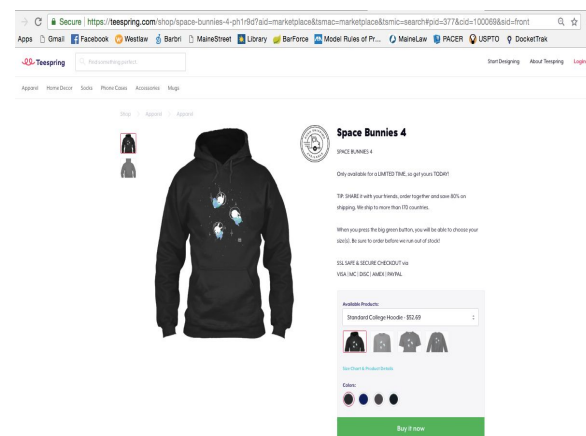 Secure https://teespring.com/shop/space-bunnies-4-ph1r9d?aid=marketplace&tsmac=marketplace&tsmic=search#pid=377&cid=100069&sid=front
Apps Gmail Facebook Westlaw Barbri MaineStreet Library BarForce Model Rules of Pr... MaineLaw PACER USPTO DocketTrak
Teespring Find something perfect Start Designing About Teespring Login
Apparel Home Decor Socks Phone Cases Accessories Mugs
Shop / Apparel / Apparel
Space Bunnies 4
SPACE BUNNIES 4
Only available for a LIMITED TIME, so get yours TODAY!
TIP: SHARE it with your friends, order together and save 80% on
shipping. We ship to more than 170 countries.
When you press the big green button, you will be able to choose your
size(s). Be sure to order before we run out of stock!
SSL SAFE & SECURE CHECKOUT via
VISA | MC | DISC | AMEX | PAYPAL
Available Products:
Standard College Hoodie - $52.69
Size Chart & Product Details
Colors:
Buy it now